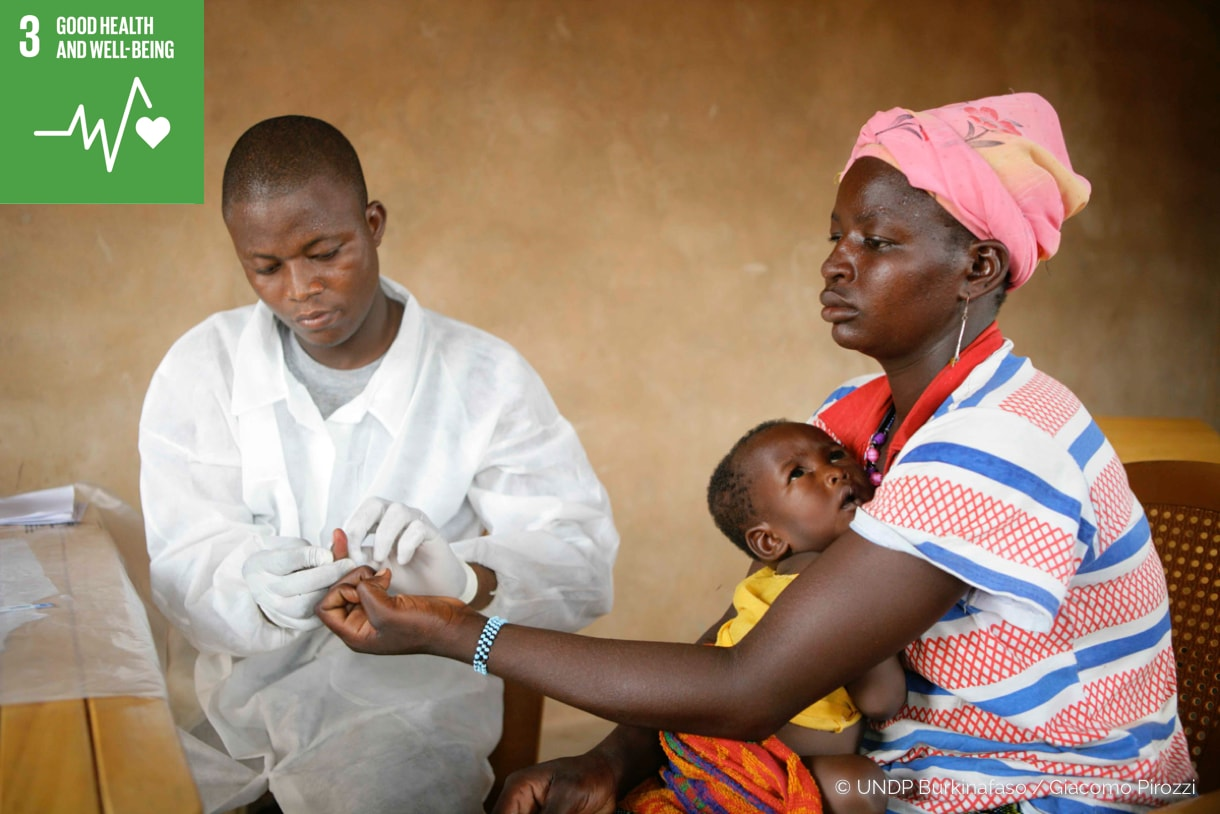 3 GOOD HEALTH
AND WELL-BEING
© UNDP Burkinafaso / Giacomo Pirozzi